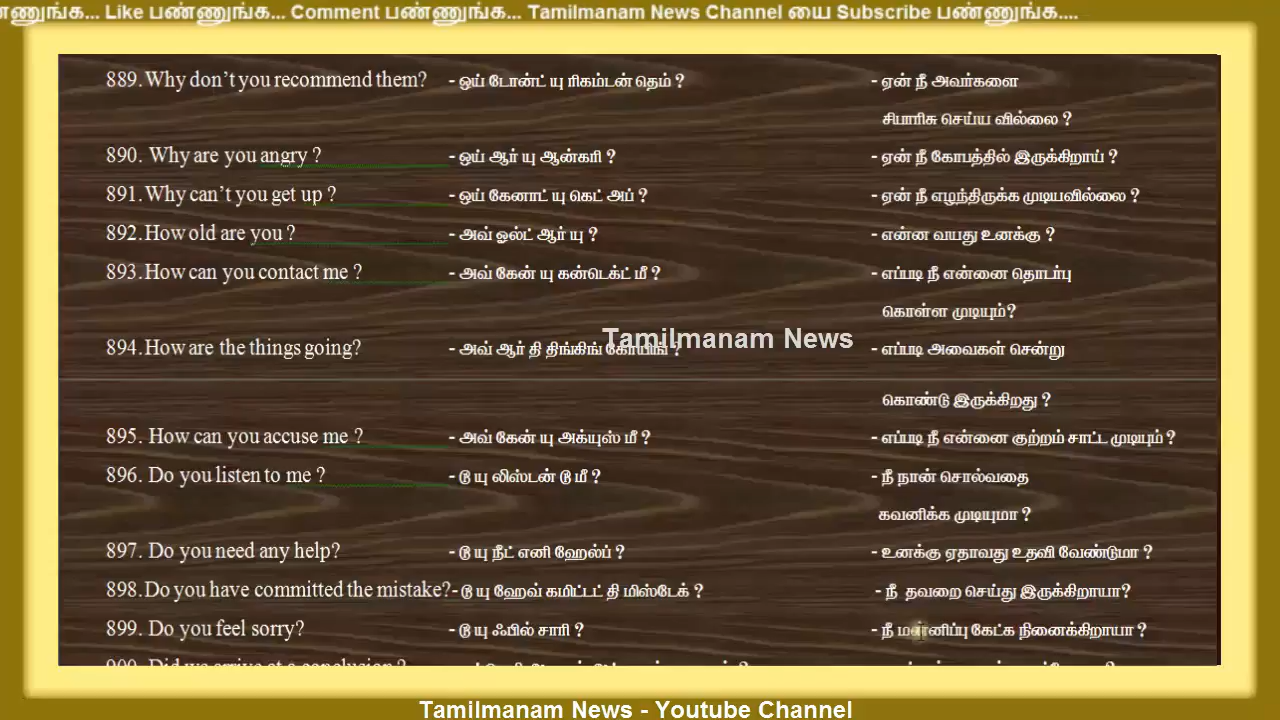 ண்ணுங்க... Like பண்ணுங்க... Comment பண்ணுங்க... Tamilmanam News Channel யை Subscribe பண்ணுங்க....
889. Why don't you recommend them? - ஒய் டோன்ட் யு ரிகம்டன் தெம் ? - ஏன் நீ அவர்களை
சிபாரிசு செய்ய வில்லை ?
890. Why are you angry ? - ஒய் ஆர் யு ஆன்கரி ? - ஏன் நீ கோபத்தில் இருக்கிறாய் ?
891. Why can't you get up ? - ஒய் கேனாட் யு கெட் அப் ? - ஏன் நீ எழுந்திருக்க முடியவில்லை ?
892. How old are you ? - அவ் ஓல்ட் ஆர் யு ? - என்ன வயது உனக்கு ?
893. How can you contact me ? - அவ் கேன் யு கன்டெக்ட் மீ ? - எப்படி நீ என்னை தொடர்பு
கொள்ள முடியும்?
Tamilmanam News
894. How are the things going? - அவ் ஆர் தி திங்கிங் கோயிங் ? - எப்படி அவைகள் சென்று
கொண்டு இருக்கிறது ?
895. How can you accuse me ? - அவ் கேன் யு அக்யுஸ் மீ ? - எப்படி நீ என்னை குற்றம் சாட்ட முடியும் ?
896. Do you listen to me ? - டூ யு லிஸ்டன் டூ மீ ? - நீ நான் சொல்வதை
கவனிக்க முடியுமா ?
897. Do you need any help? - டூ யு நீட் எனி ஹேல்ப் ? - உனக்கு ஏதாவது உதவி வேண்டுமா ?
898. Do you have committed the mistake? - டூ யு ஹேவ் கமிட்டட் தி மிஸ்டேக் ? - நீ தவறை செய்து இருக்கிறாயா?
899. Do you feel sorry? - டூ யு ஃபில் சாரி ? - நீ மன்னிப்பு கேட்க நினைக்கிறாயா ?
900. Did we arrive at a conclusion ?
Tamilmanam News - Youtube Channel